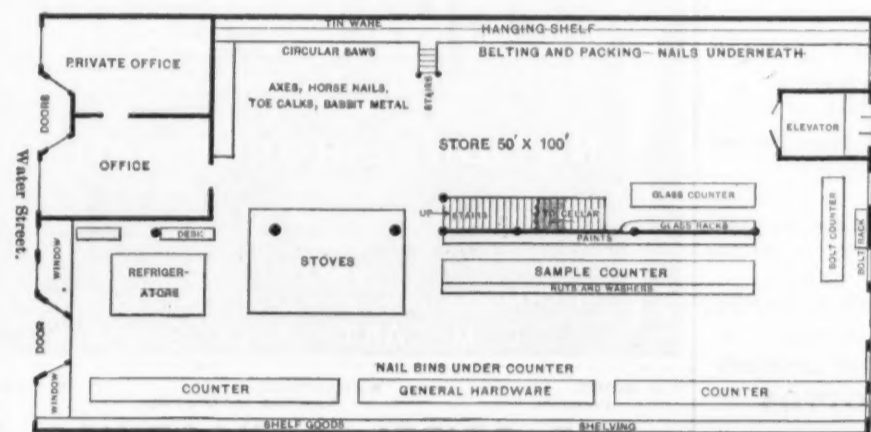 TIN WARE
HANGING SHELF
CIRCULAR SAWS
BELTING AND PACKING – NAILS UNDERNEATH
PRIVATE OFFICE
AXES, HORSE NAILS,
TOE CALKS, BABBIT METAL
STAIRS
DOORS
ELEVATOR
STORE 50' X 100'
OFFICE
Water Street.
GLASS COUNTER
UP
STAIRS
TO CELLAR
GLASS RACKS
PAINTS
BOLT COUNTER
BOLT RACK
DESK
WINDOW
STOVES
REFRIGER-
ATORS
SAMPLE COUNTER
NUTS AND WASHERS
DOOR
NAIL BINS UNDER COUNTER
WINDOW
COUNTER
GENERAL HARDWARE
COUNTER
SHELF GOODS
SHELVING